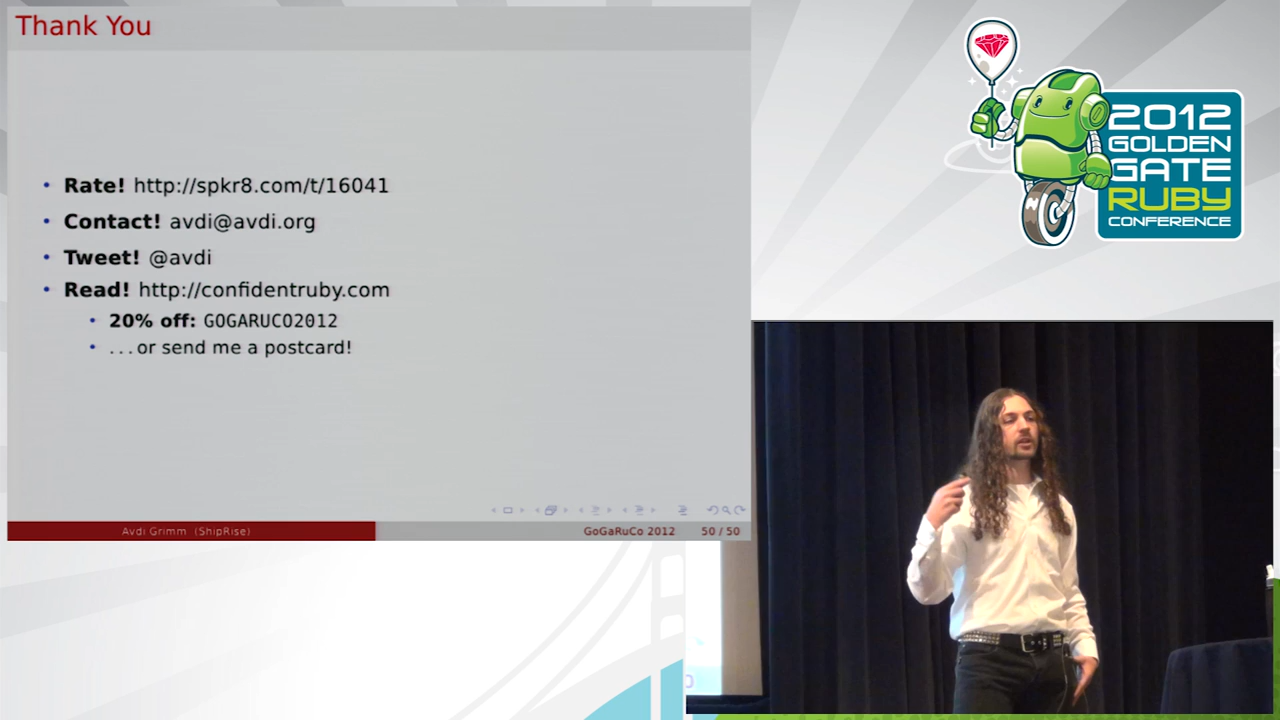 Thank You
• Rate! http://spkr8.com/t/16041
• Contact! avdi@avdi.org
• Tweet! @avdi
• Read! http://confidentruby.com
• 20% off: GOGARUCO2012
• ...or send me a postcard!
Avdi Grimm (ShipRise)
GoGaRuCo 2012 50 / 50
2012
GOLDEN
GATE
RUBY
CONFERENCE